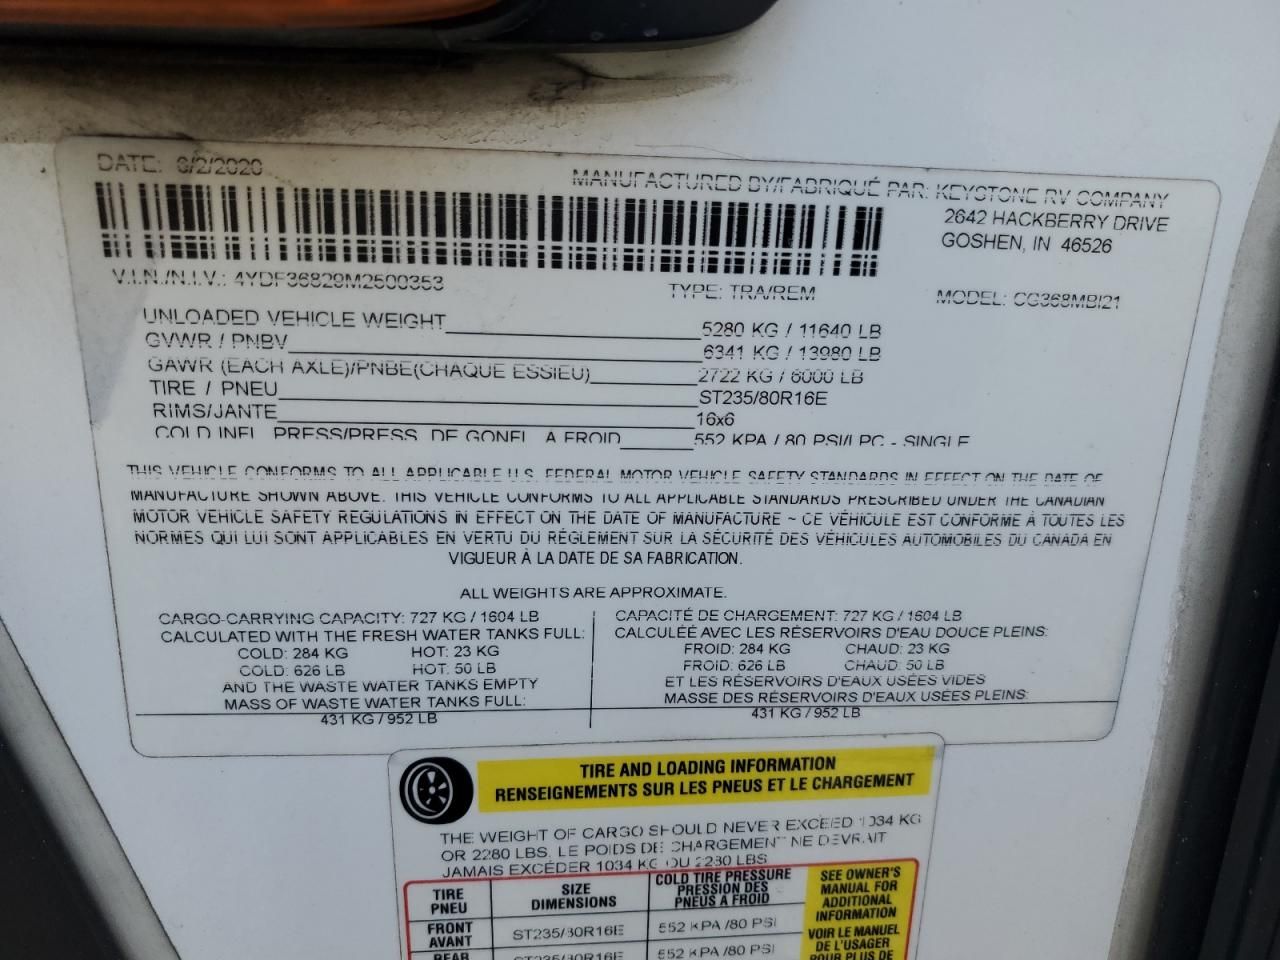 DATE: 6/2/2020
MANUFACTURED BY/FABRIQUÉ PAR: KEYSTONE RV COMPANY
2642 HACKBERRY DRIVE
GOSHEN, IN 46526
V.I.N./N.I.V.: 4YDF36829M2500353
TYPE: TRA/REM
MODEL: CG368MBI21
UNLOADED VEHICLE WEIGHT 5280 KG / 11640 LB
GVWR / PNBV 6341 KG / 13980 LB
GAWR (EACH AXLE)/PNBE(CHAQUE ESSIEU) 2722 KG / 6000 LB
TIRE / PNEU ST235/80R16E
RIMS/JANTE 16x6
COLD INFL. PRESS/PRESS. DE GONFL. A FROID 552 KPA / 80 PSI/LPC - SINGLE
THIS VEHICLE CONFORMS TO ALL APPLICABLE U.S. FEDERAL MOTOR VEHICLE SAFETY STANDARDS IN EFFECT ON THE DATE OF
MANUFACTURE SHOWN ABOVE. THIS VEHICLE CONFORMS TO ALL APPLICABLE STANDARDS PRESCRIBED UNDER THE CANADIAN
MOTOR VEHICLE SAFETY REGULATIONS IN EFFECT ON THE DATE OF MANUFACTURE ~ CE VÉHICULE EST CONFORME À TOUTES LES
NORMES QUI LUI SONT APPLICABLES EN VERTU DU RÉGLEMENT SUR LA SÉCURITÉ DES VÉHICULES AUTOMOBILES DU CANADA EN
VIGUEUR À LA DATE DE SA FABRICATION.
ALL WEIGHTS ARE APPROXIMATE.
CARGO-CARRYING CAPACITY: 727 KG / 1604 LB
CALCULATED WITH THE FRESH WATER TANKS FULL:
COLD: 284 KG HOT: 23 KG
COLD: 626 LB HOT: 50 LB
AND THE WASTE WATER TANKS EMPTY
MASS OF WASTE WATER TANKS FULL:
431 KG / 952 LB
CAPACITÉ DE CHARGEMENT: 727 KG / 1604 LB
CALCULÉE AVEC LES RÉSERVOIRS D'EAU DOUCE PLEINS:
FROID: 284 KG CHAUD: 23 KG
FROID: 626 LB CHAUD: 50 LB
ET LES RÉSERVOIRS D'EAUX USÉES VIDES
MASSE DES RÉSERVOIRS D'EAUX USÉES PLEINS:
431 KG / 952 LB
TIRE AND LOADING INFORMATION
RENSEIGNEMENTS SUR LES PNEUS ET LE CHARGEMENT
THE WEIGHT OF CARGO SHOULD NEVER EXCEED 1034 KG
OR 2280 LBS. LE POIDS DE CHARGEMENT NE DEVRAIT
JAMAIS EXCÉDER 1034 KG OU 2280 LBS
TIRE
PNEU
SIZE
DIMENSIONS
COLD TIRE PRESSURE
PRESSION DES
PNEUS A FROID
FRONT
AVANT
ST235/80R16E
552 KPA /80 PSI
REAR
ST235/80R16E
552 KPA /80 PSI
SEE OWNER'S
MANUAL FOR
ADDITIONAL
INFORMATION
VOIR LE MANUEL
DE L'USAGER
POUR PLUS DE